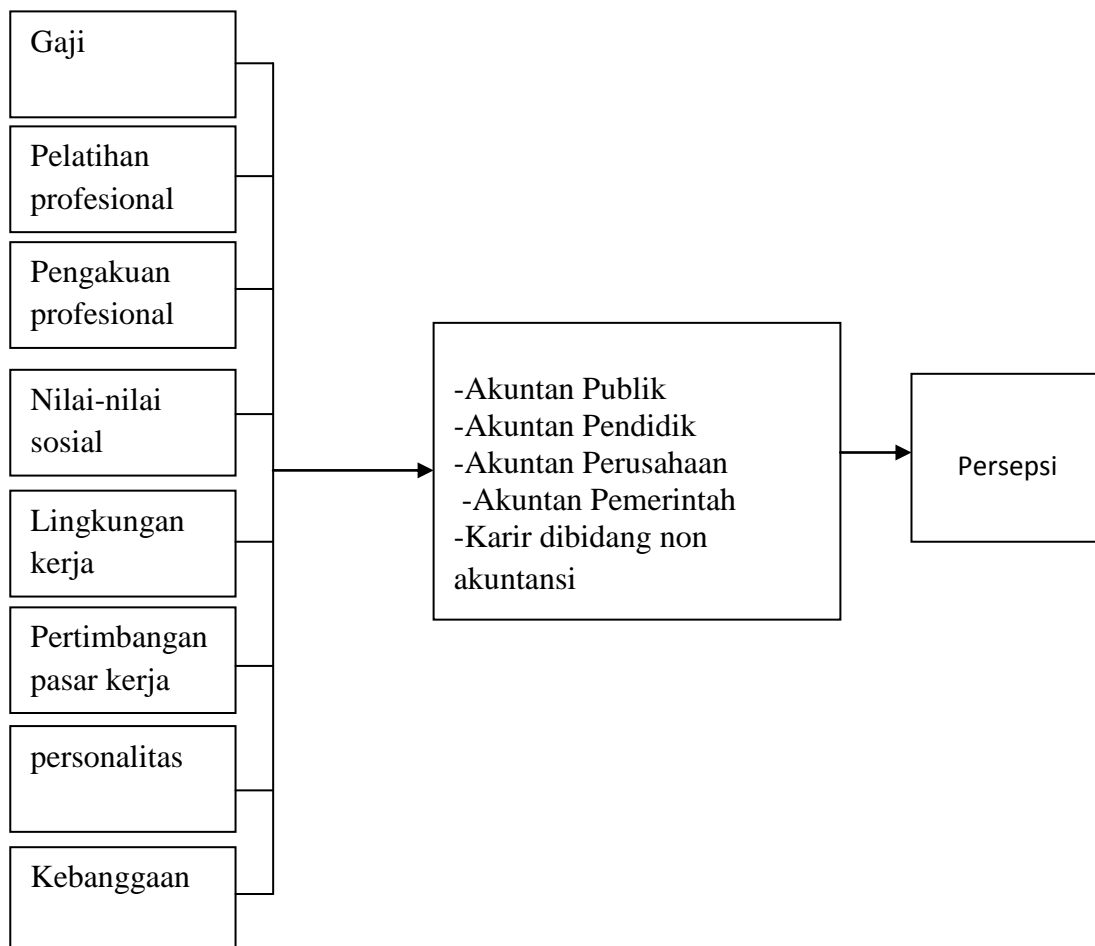 Gaji
Pelatihan
profesional
Pengakuan
profesional
Nilai-nilai
sosial
Lingkungan
kerja
Pertimbangan
pasar kerja
personalitas
Kebanggaan
-Akuntan Publik
-Akuntan Pendidik
-Akuntan Perusahaan
-Akuntan Pemerintah
-Karir dibidang non
akuntansi
Persepsi